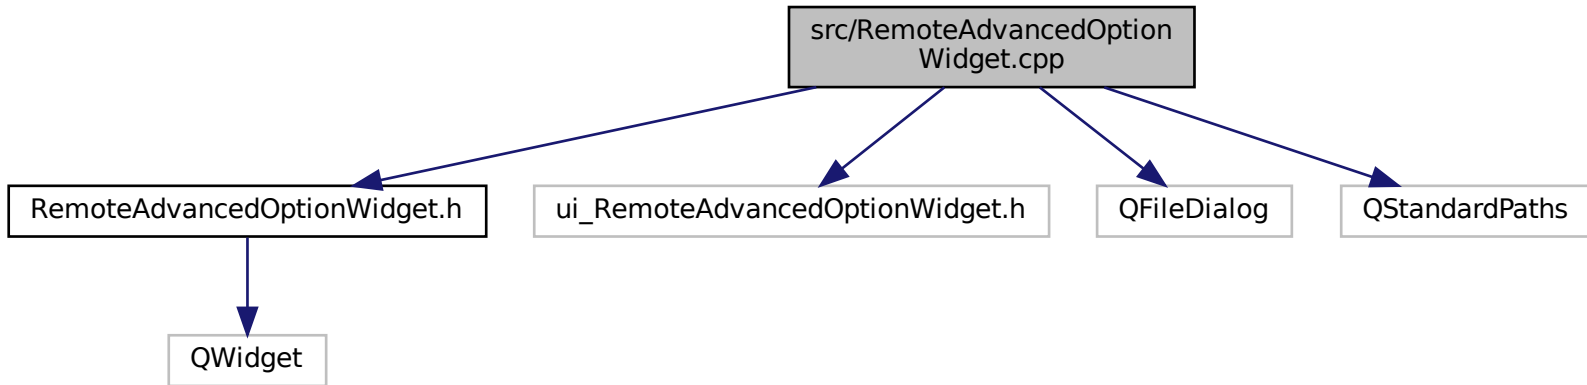 src/RemoteAdvancedOption
Widget.cpp
RemoteAdvancedOptionWidget.h
ui_RemoteAdvancedOptionWidget.h
QFileDialog
QStandardPaths
QWidget